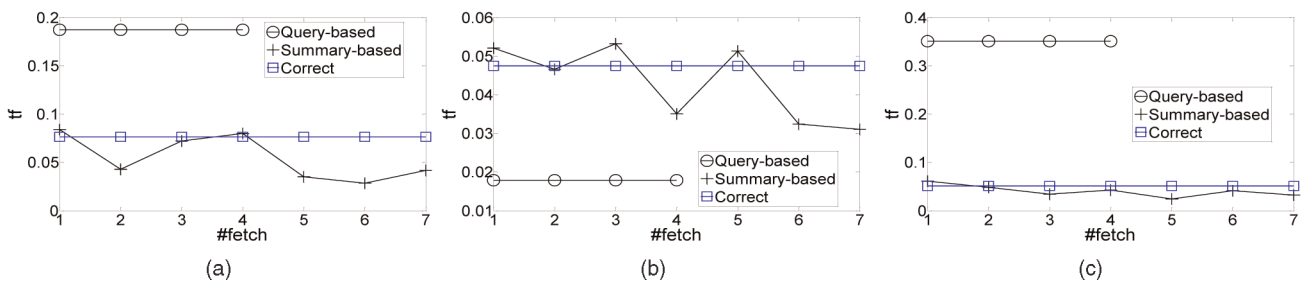 0.2
0.15
0.1
0.05
0
tf
1 2 3 4 5 6 7
#fetch
Query-based
Summary-based
Correct
(a)
0.06
0.05
0.04
0.03
0.02
0.01
tf
1 2 3 4 5 6 7
#fetch
Query-based
Summary-based
Correct
(b)
0.4
0.3
0.2
0.1
0
tf
1 2 3 4 5 6 7
#fetch
Query-based
Summary-based
Correct
(c)